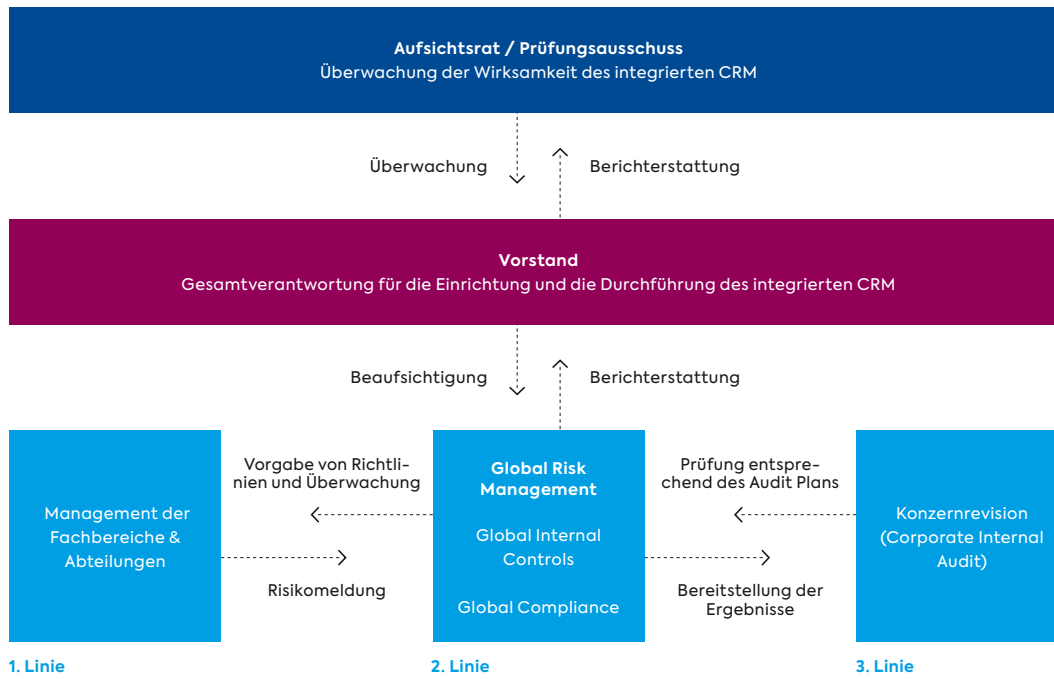 Aufsichtsrat / Prüfungsausschuss
Überwachung der Wirksamkeit des integrierten CRM
Überwachung
Berichterstattung
Vorstand
Gesamtverantwortung für die Einrichtung und die Durchführung des integrierten CRM
Beaufsichtigung
Berichterstattung
Management der
Fachbereiche &
Abteilungen
Vorgabe von Richtli-
nien und Überwachung
Risikomeldung
Global Risk
Management
Global Internal
Controls
Global Compliance
Prüfung entspre-
chend des Audit Plans
Bereitstellung der
Ergebnisse
Konzernrevision
(Corporate Internal
Audit)
1. Linie
2. Linie
3. Linie